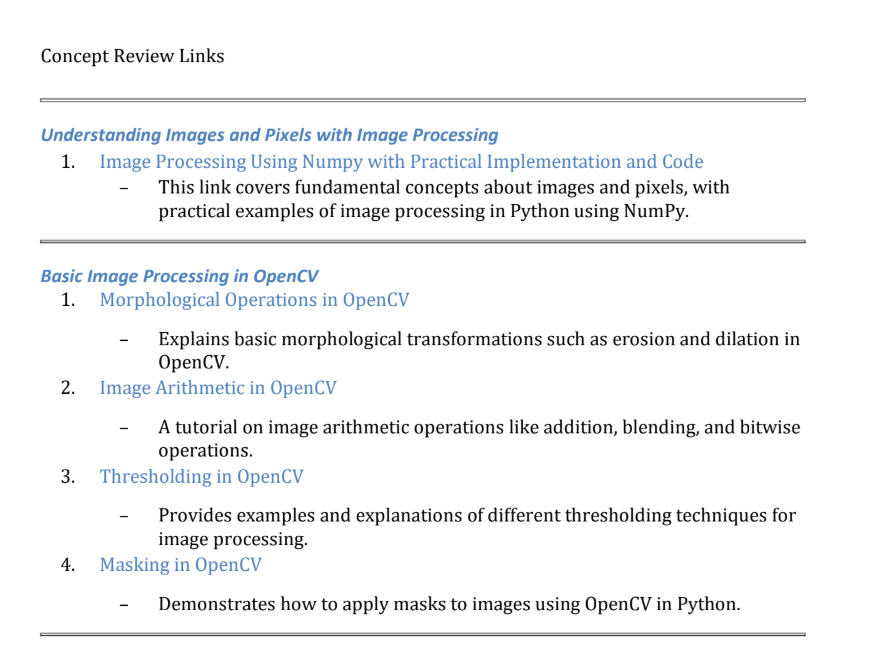 Concept Review Links
Understanding Images and Pixels with Image Processing
1. Image Processing Using Numpy with Practical Implementation and Code
– This link covers fundamental concepts about images and pixels, with
practical examples of image processing in Python using NumPy.
Basic Image Processing in OpenCV
1. Morphological Operations in OpenCV
– Explains basic morphological transformations such as erosion and dilation in
OpenCV.
2. Image Arithmetic in OpenCV
– A tutorial on image arithmetic operations like addition, blending, and bitwise
operations.
3. Thresholding in OpenCV
– Provides examples and explanations of different thresholding techniques for
image processing.
4. Masking in OpenCV
– Demonstrates how to apply masks to images using OpenCV in Python.